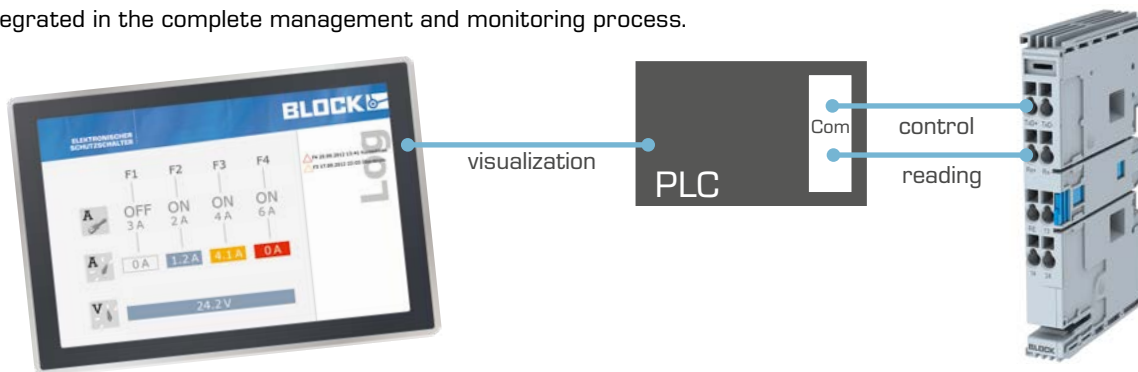 egrated in the complete management and monitoring process.
BLOCK
ELEKTRONISCHER
SCHUTZSCHALTER
F1 F2 F3 F4
OFF ON ON ON
3 A 2 A 4 A 6 A
A
A
0 A 1.2 A 4.1 A 0 A
V
24.2 V
Log
visualization
PLC
Com
control
reading
TxD+ TxD-
BLOCK